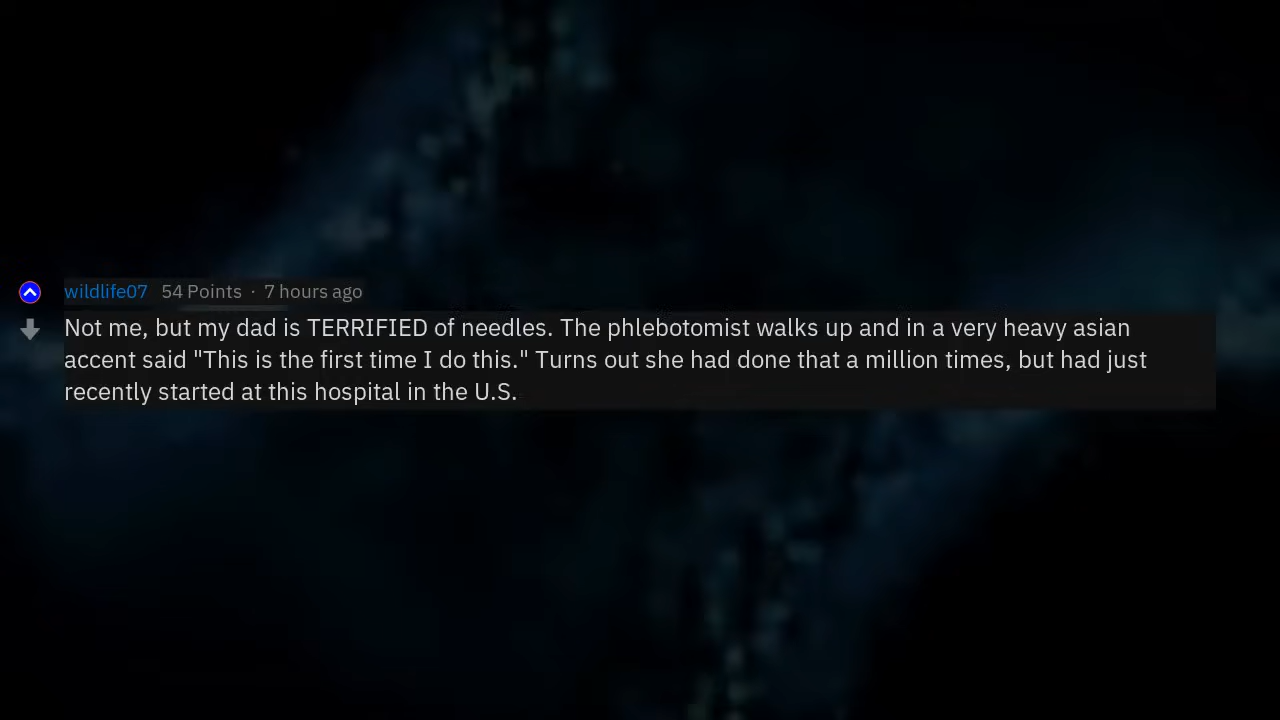 wildlife07 54 Points · 7 hours ago
Not me, but my dad is TERRIFIED of needles. The phlebotomist walks up and in a very heavy asian
accent said "This is the first time I do this." Turns out she had done that a million times, but had just
recently started at this hospital in the U.S.